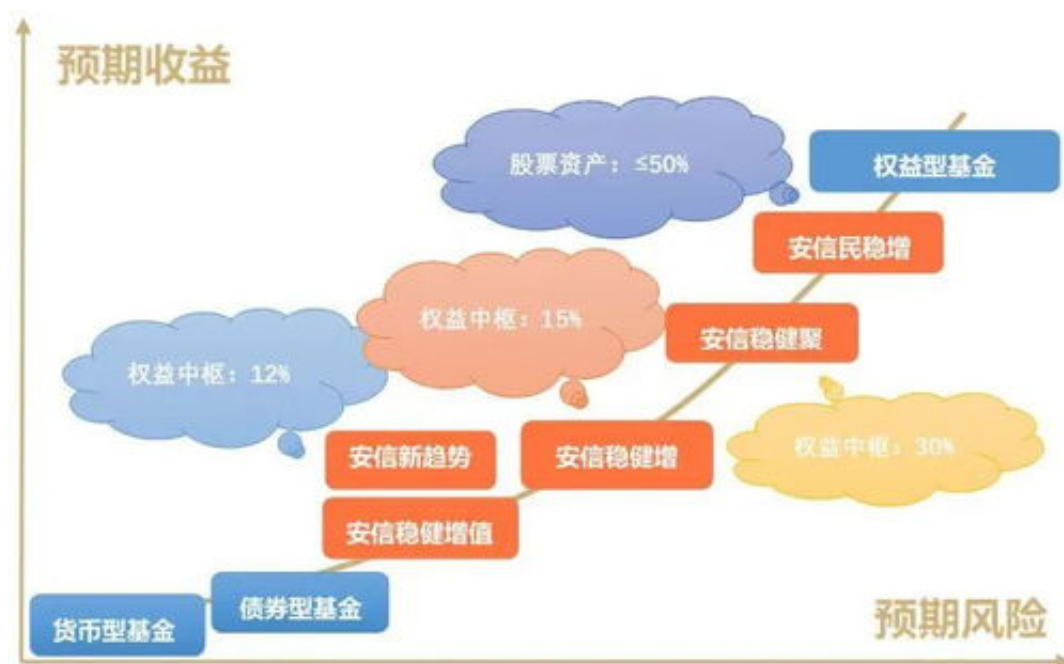 预期收益
股票资产：≤50%
权益型基金
安信民稳增
权益中枢：15%
安信稳健聚
权益中枢：12%
权益中枢：30%
安信新趋势
安信稳健增
安信稳健增值
债券型基金
货币型基金
预期风险